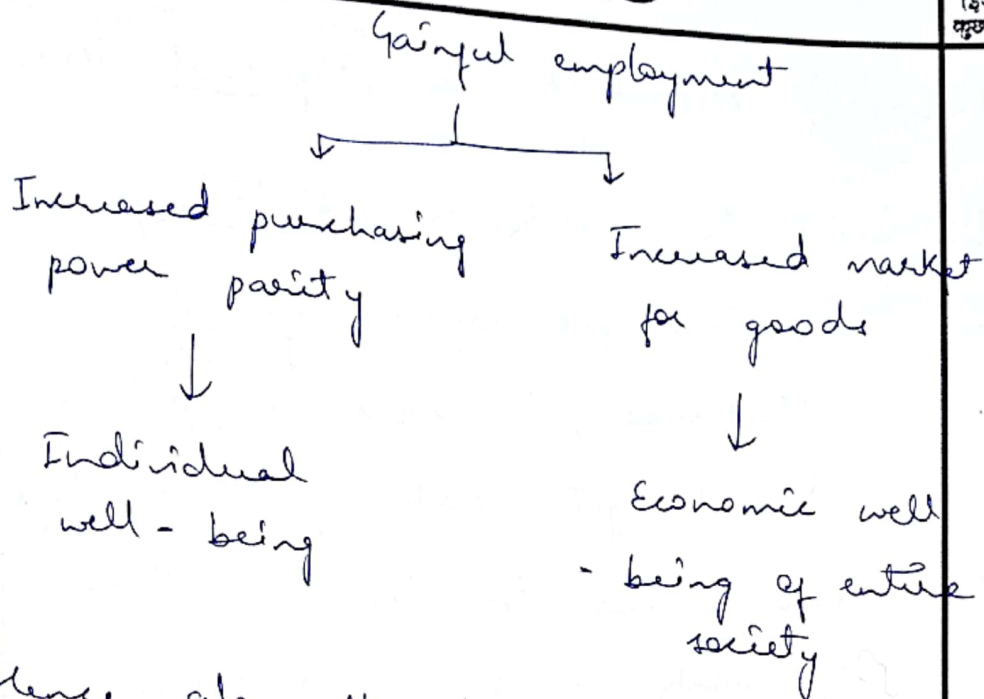 Gainful employment
Increased purchasing
power parity
Increased market
for goods
Individual
well - being
Economic well
- being of entire
society